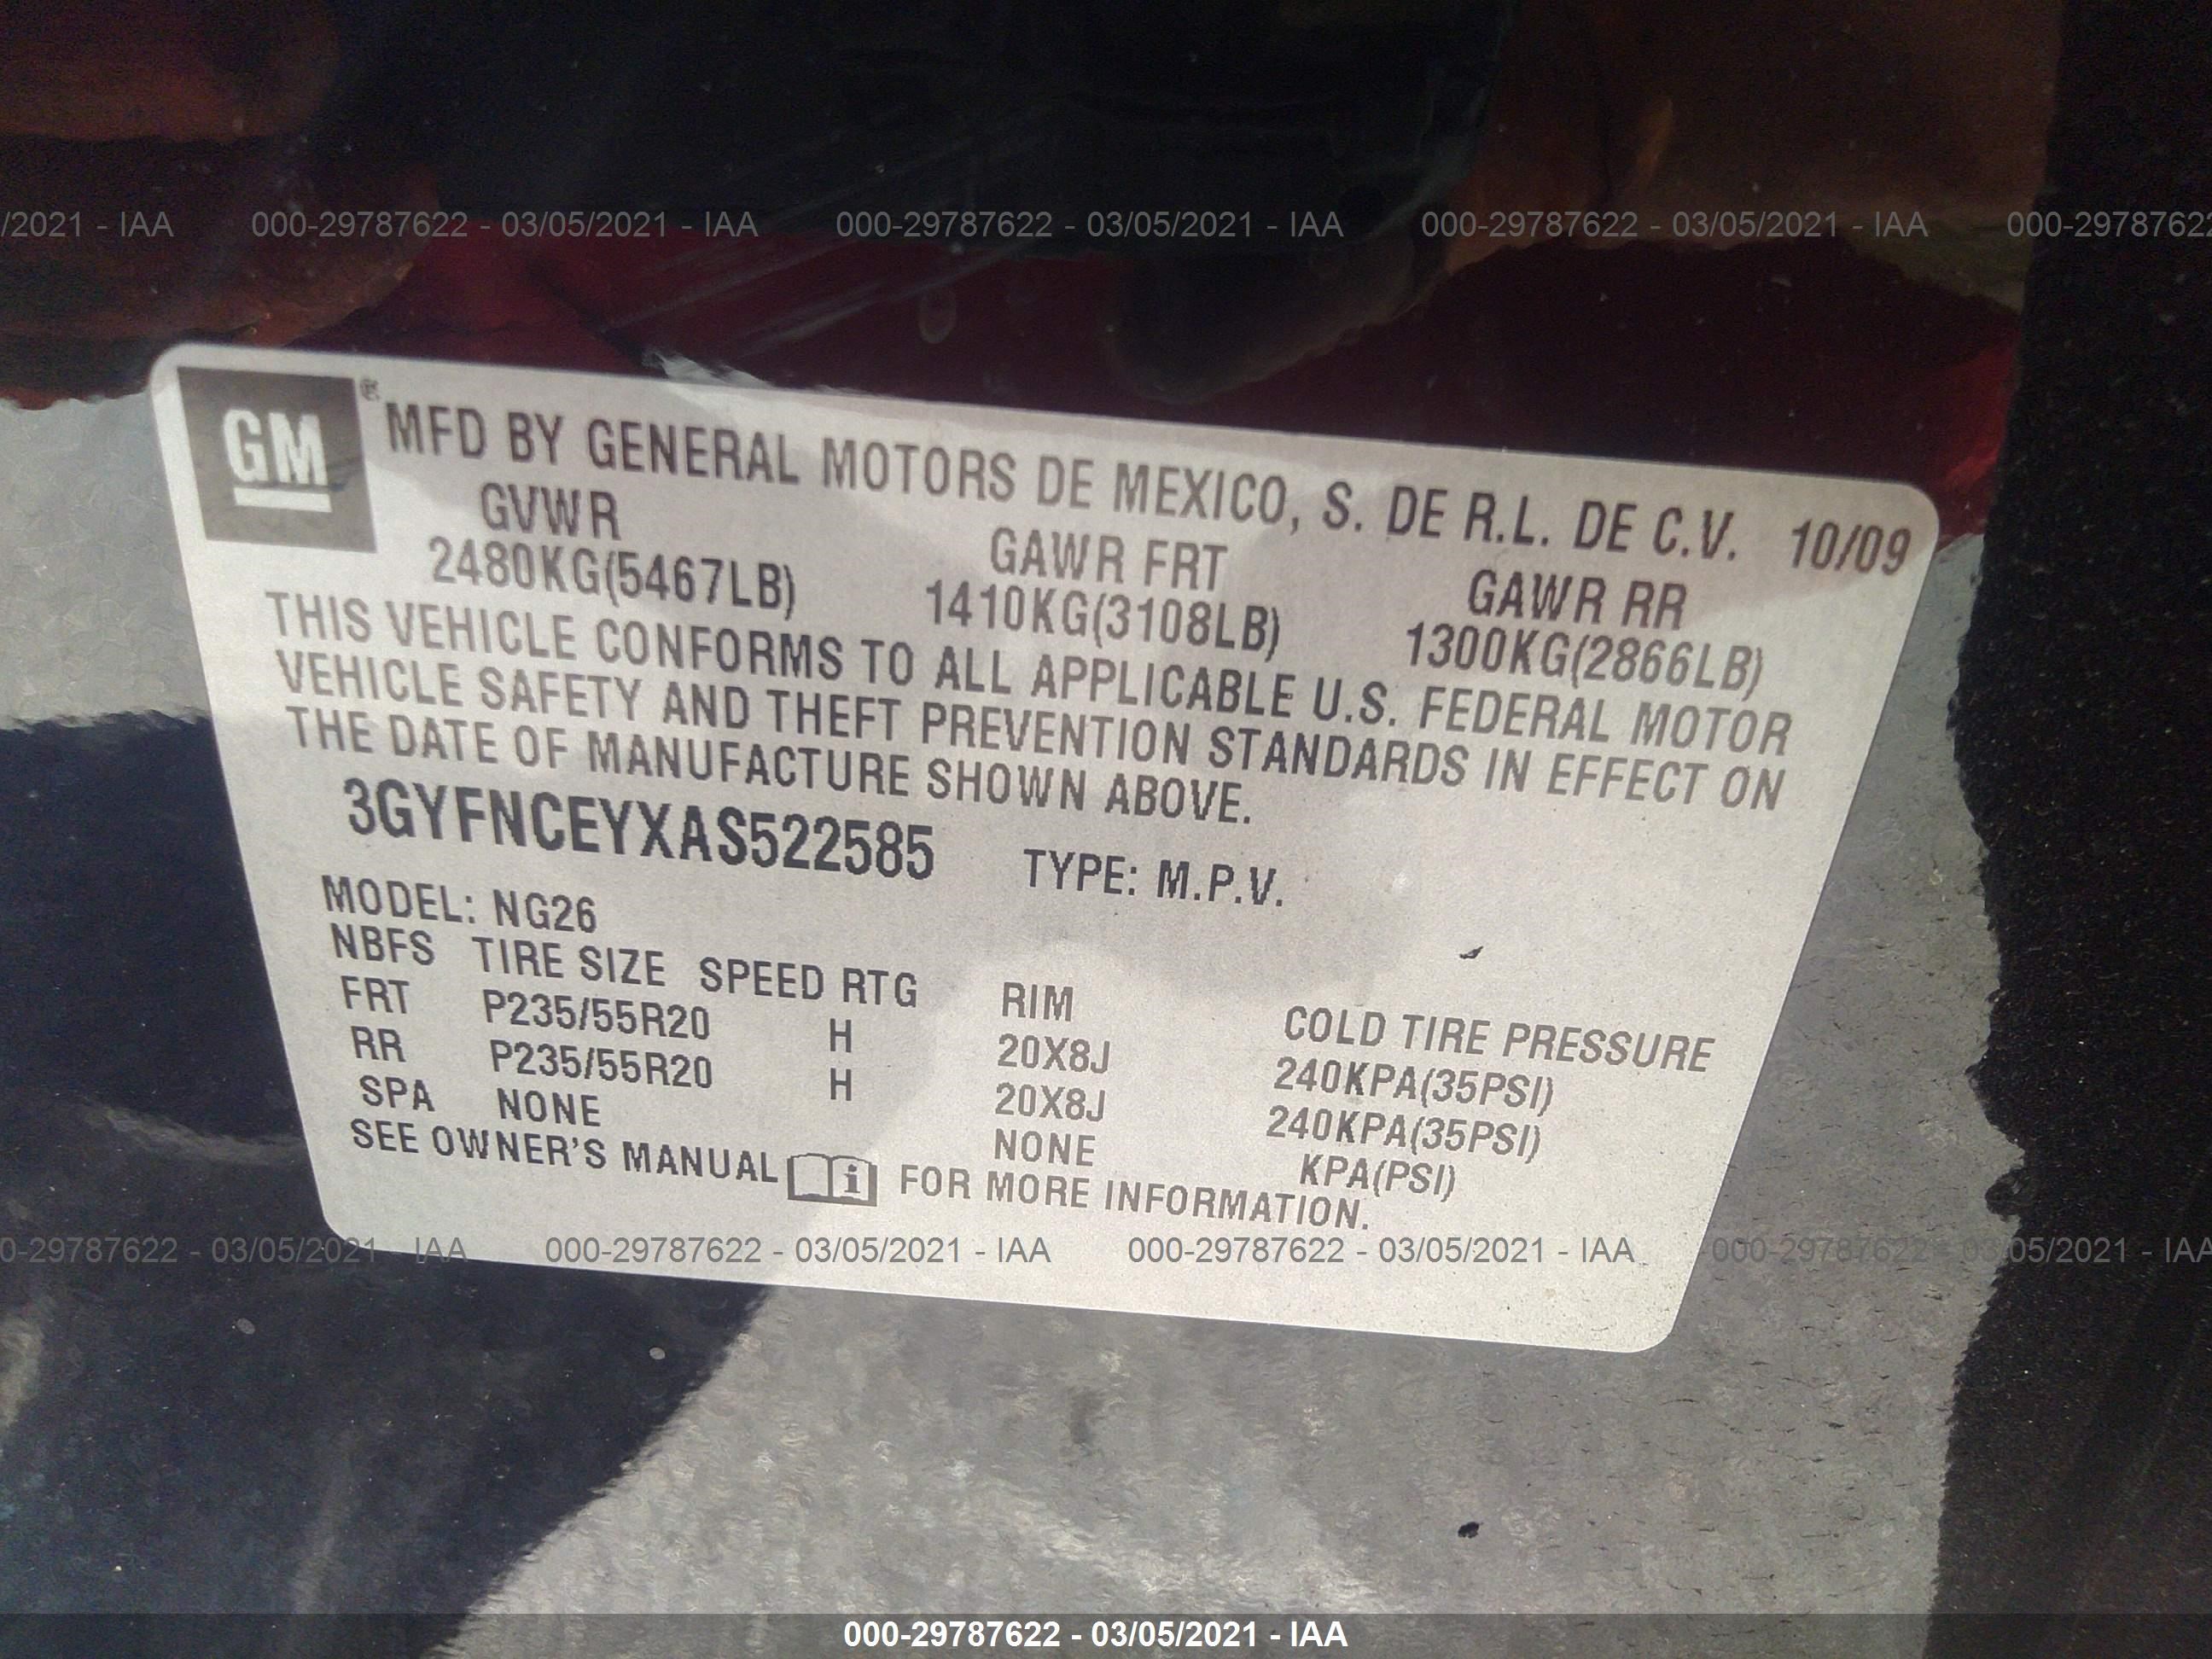 /2021 - IAA 000-29787622 - 03/05/2021 - IAA 000-29787622 - 03/05/2021 - IAA 000-29787622 - 03/05/2021 - IAA 000-2978762
GM ® MFD BY GENERAL MOTORS DE MEXICO, S. DE R.L. DE C.V. 10/09
GVWR GAWR FRT GAWR RR
2480KG(5467LB) 1410KG(3108LB) 1300KG(2866LB)
THIS VEHICLE CONFORMS TO ALL APPLICABLE U.S. FEDERAL MOTOR
VEHICLE SAFETY AND THEFT PREVENTION STANDARDS IN EFFECT ON
THE DATE OF MANUFACTURE SHOWN ABOVE.
3GYFNCEYXAS522585 TYPE: M.P.V.
MODEL: NG26
NBFS TIRE SIZE SPEED RTG RIM COLD TIRE PRESSURE
FRT P235/55R20 H 20X8J 240KPA(35PSI)
RR P235/55R20 H 20X8J 240KPA(35PSI)
SPA NONE NONE KPA(PSI)
SEE OWNER'S MANUAL i FOR MORE INFORMATION.
0-29787622 - 03/05/2021 - IAA 000-29787622 - 03/05/2021 - IAA 000-29787622 - 03/05/2021 - IAA 000-29787622 - 03/05/2021 - IAA
000-29787622 - 03/05/2021 - IAA